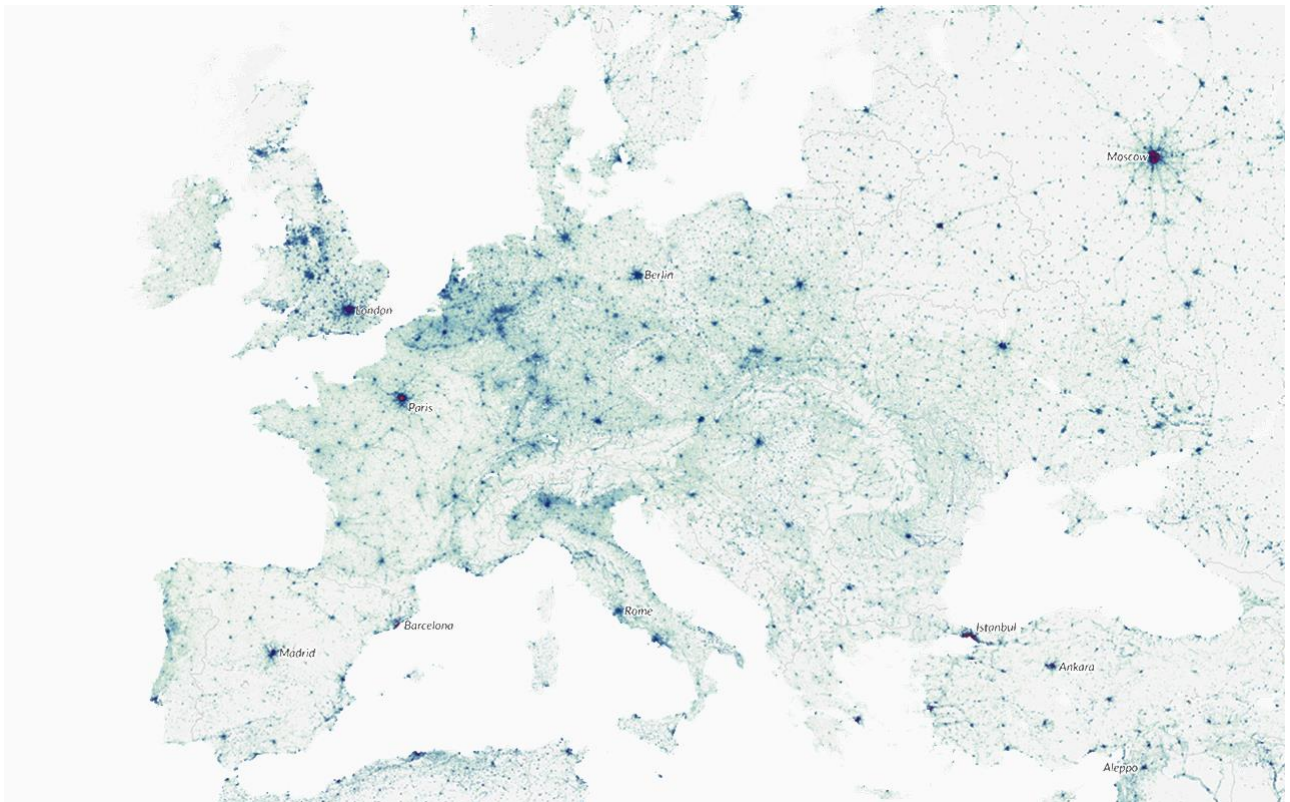 Moscow
Berlin
London
Paris
Rome
Barcelona
Istanbul
Madrid
Ankara
Aleppo